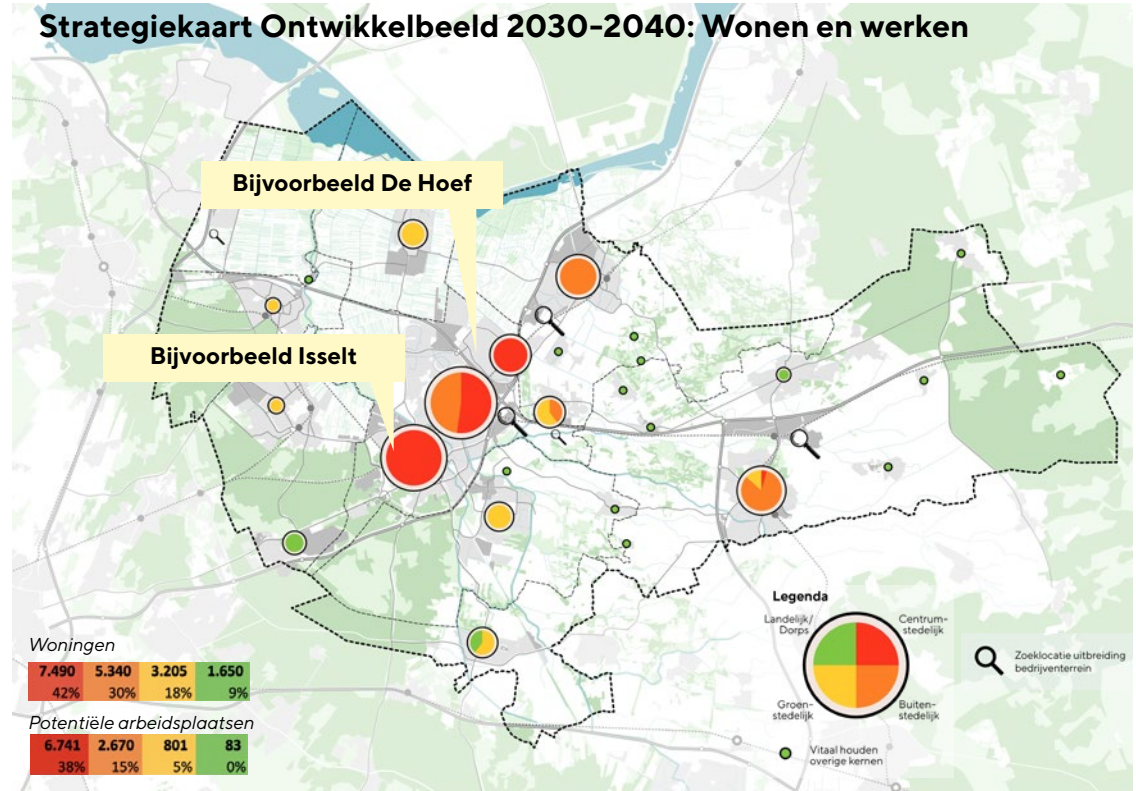 Strategiekaart Ontwikkelbeeld 2030-2040: Wonen en werken
Bijvoorbeeld De Hoef
Bijvoorbeeld Isselt
Woningen
7.490 5.340 3.205 1.650
42% 30% 18% 9%
Potentiële arbeidsplaatsen
6.741 2.670 801 83
38% 15% 5% 0%
Legenda
Landelijk/
Dorps
Centrum-
stedelijk
Groen-
stedelijk
Buiten-
stedelijk
Vitaal houden
overige kernen
Zoeklocatie uitbreiding
bedrijventerrein